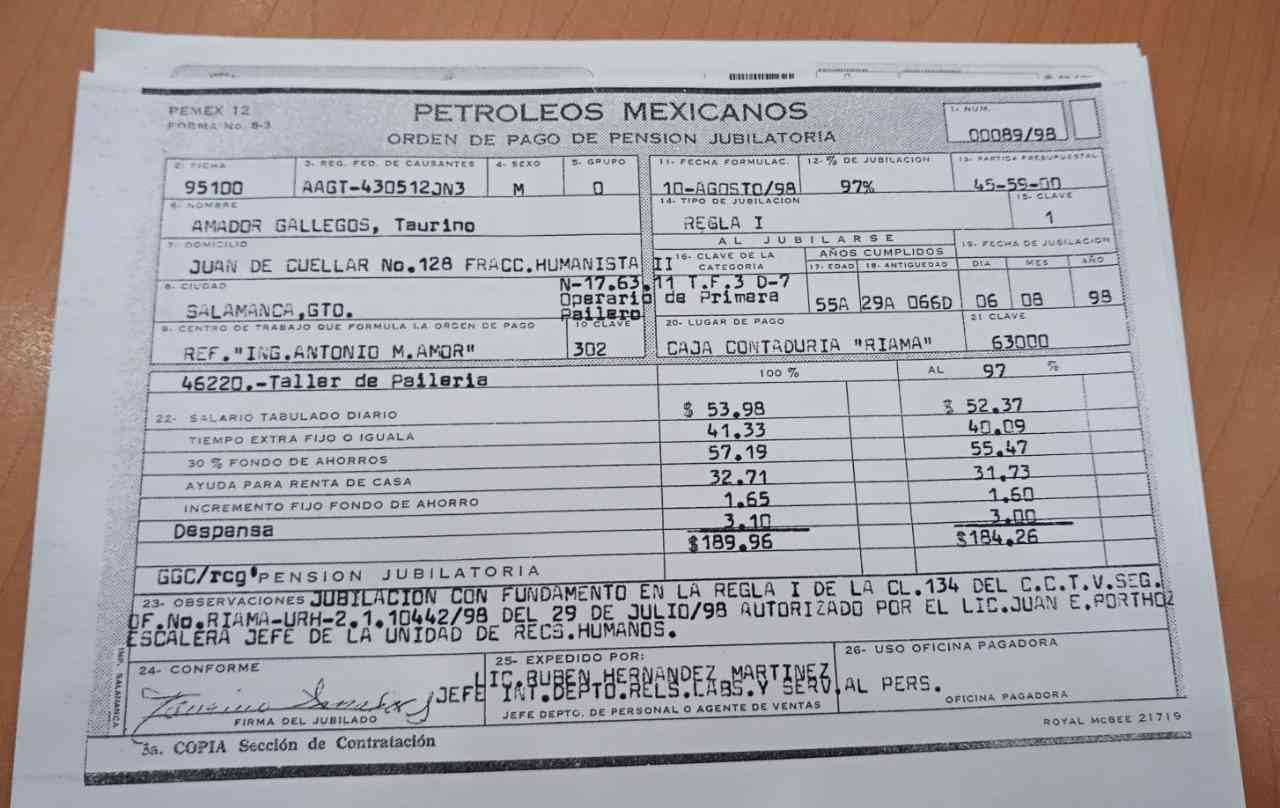 PEMEX 12
FORMA No. 8-3
PETROLEOS MEXICANOS
ORDEN DE PAGO DE PENSION JUBILATORIA
1- NUM.
00089/98
2- FICHA
95100
3- REG. FED. DE CAUSANTES
AAGT-430512JN3
4- SEXO
M
5- GRUPO
0
11- FECHA FORMULAC.
10-AGOSTO/98
12- % DE JUBILACION
97%
13- PARTIDA PRESUPUESTAL
45-59-00
6- NOMBRE
AMADOR GALLEGOS, Taurino
14- TIPO DE JUBILACION
REGLA I
15- CLAVE
1
7- DOMICILIO
JUAN DE CUELLAR No.128 FRACC.HUMANISTA II
AL JUBILARSE
16- CLAVE DE LA CATEGORIA
AÑOS CUMPLIDOS
17- EDAD
18- ANTIGUEDAD
19- FECHA DE JUBILACION
DIA MES AÑO
8- CIUDAD
SALAMANCA,GTO.
N-17.63.11 T.F.3 D-7
Operario de Primera
Pailero
55A 29A 066D 06 08 98
9- CENTRO DE TRABAJO QUE FORMULA LA ORDEN DE PAGO
REF."ING.ANTONIO M.AMOR"
10 CLAVE
302
20- LUGAR DE PAGO
CAJA CONTADURIA "RIAMA"
21 CLAVE
63000
46220.-Taller de Paileria
100 %
AL 97 %
22- SALARIO TABULADO DIARIO $ 53.98 $ 52.37
TIEMPO EXTRA FIJO O IGUALA 41.33 40.09
30 % FONDO DE AHORROS 57.19 55.47
AYUDA PARA RENTA DE CASA 32.71 31.73
INCREMENTO FIJO FONDO DE AHORRO 1.65 1.60
Despensa 3.10 3.00
$189.96 $184.26
GGC/rcg'PENSION JUBILATORIA
23- OBSERVACIONES JUBILACION CON FUNDAMENTO EN LA REGLA I DE LA CL.134 DEL C.C.T.V.SEG.
OF.No.RIAMA-URH-2.1.10442/98 DEL 29 DE JULIO/98 AUTORIZADO POR EL LIC.JUAN E.PORTHOZ
ESCALERA JEFE DE LA UNIDAD DE RECS.HUMANOS.
24- CONFORME
FIRMA DEL JUBILADO
25- EXPEDIDO POR:
LIC.RUBEN HERNANDEZ MARTINEZ
JEFE INT.DEPTO.RELS.LABS.Y SERV.AL PERS.
JEFE DEPTO. DE PERSONAL O AGENTE DE VENTAS
26- USO OFICINA PAGADORA
OFICINA PAGADORA
IMP. SALAMANCA
ROYAL McBEE 21719
3a. COPIA Sección de Contratación